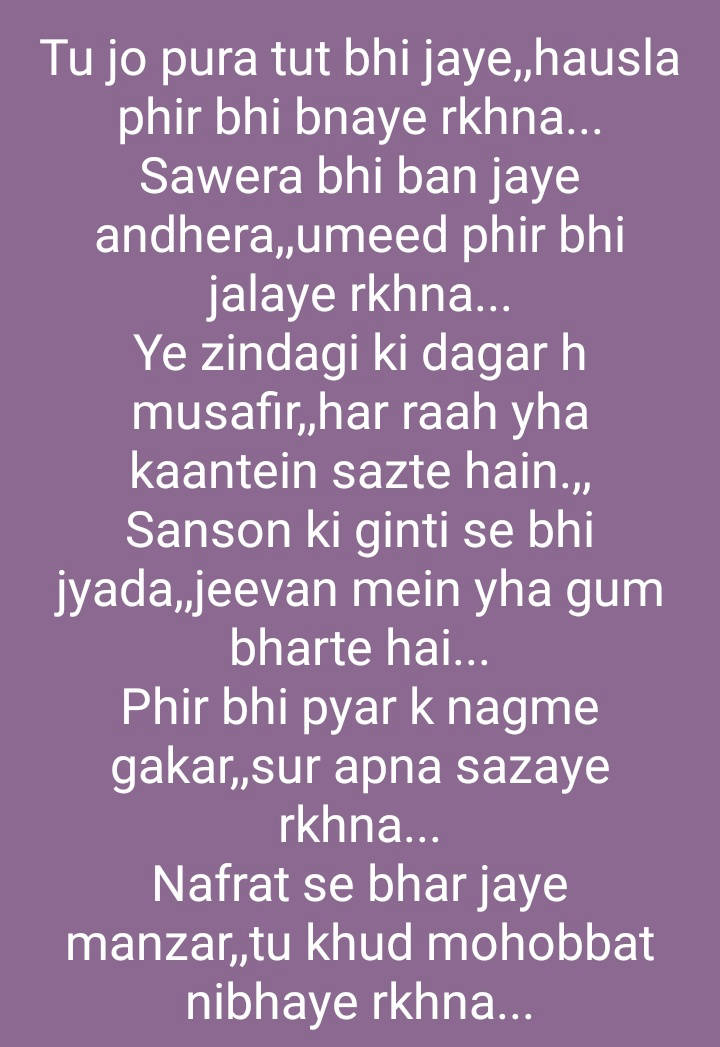 Tu jo pura tut bhi jaye,,hausla
phir bhi bnaye rkhna...
Sawera bhi ban jaye
andhera,,umeed phir bhi
jalaye rkhna...
Ye zindagi ki dagar h
musafir,,har raah yha
kaantein sazte hain.,,
Sanson ki ginti se bhi
jyada,,jeevan mein yha gum
bharte hai...
Phir bhi pyar k nagme
gakar,,sur apna sazaye
rkhna...
Nafrat se bhar jaye
manzar,,tu khud mohobbat
nibhaye rkhna...